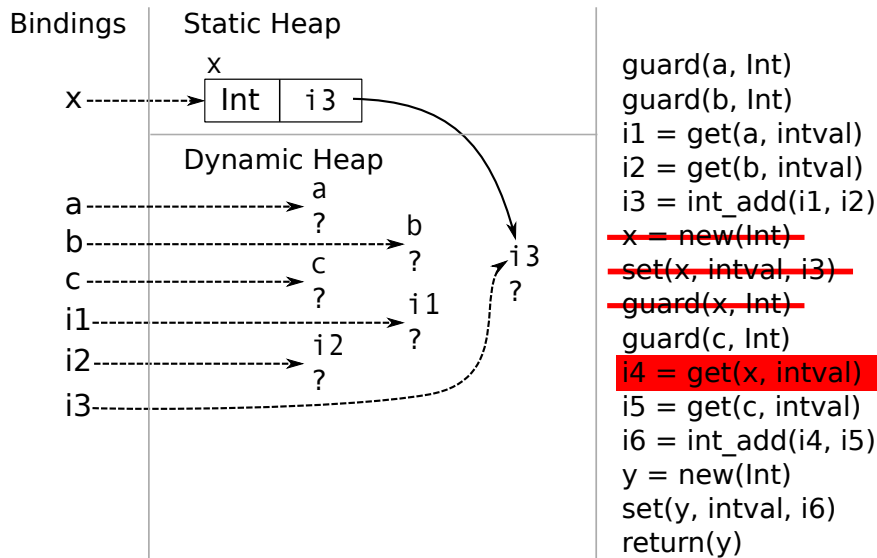 Bindings
Static Heap
x
x
Int i3
Dynamic Heap
a
a
?
b
b
?
c
c
?
i1
i1
?
i2
i2
?
i3
i3
?
guard(a, Int)
guard(b, Int)
i1 = get(a, intval)
i2 = get(b, intval)
i3 = int_add(i1, i2)
x = new(Int)
set(x, intval, i3)
guard(x, Int)
guard(c, Int)
i4 = get(x, intval)
i5 = get(c, intval)
i6 = int_add(i4, i5)
y = new(Int)
set(y, intval, i6)
return(y)